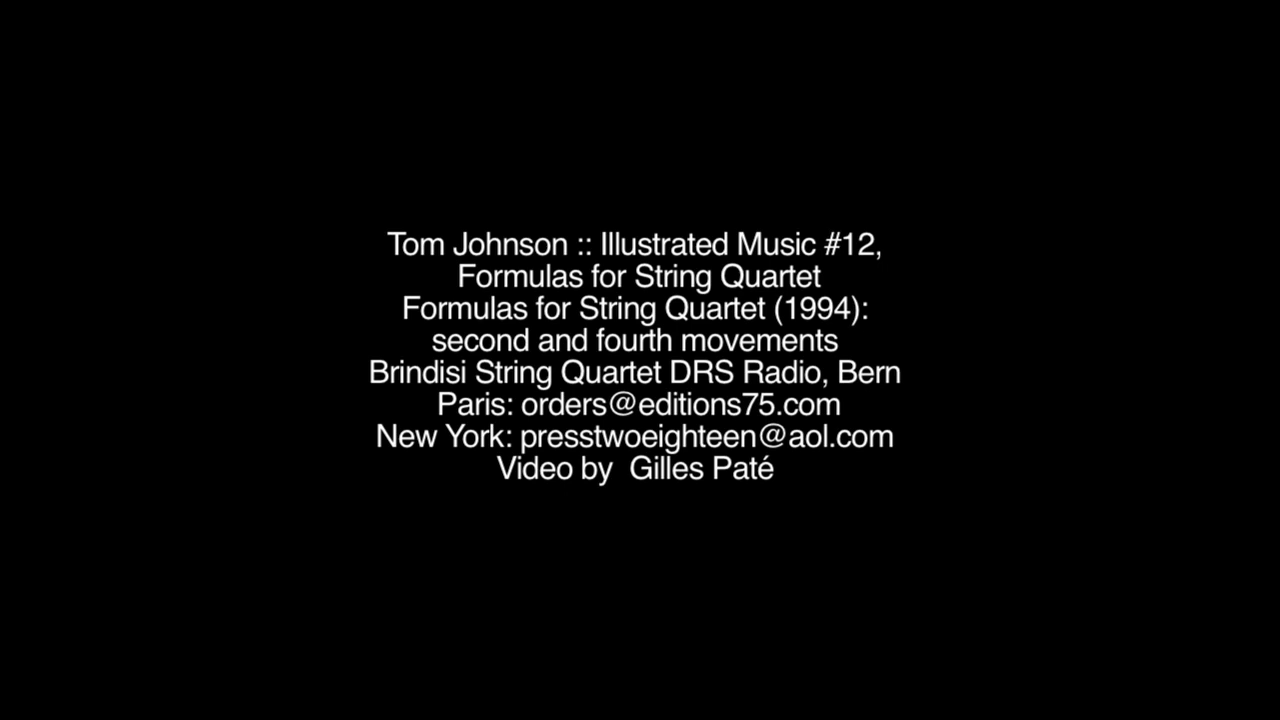 Tom Johnson :: Illustrated Music #12,
Formulas for String Quartet
Formulas for String Quartet (1994):
second and fourth movements
Brindisi String Quartet DRS Radio, Bern
Paris: orders@editions75.com
New York: presstwoeighteen@aol.com
Video by  Gilles Paté